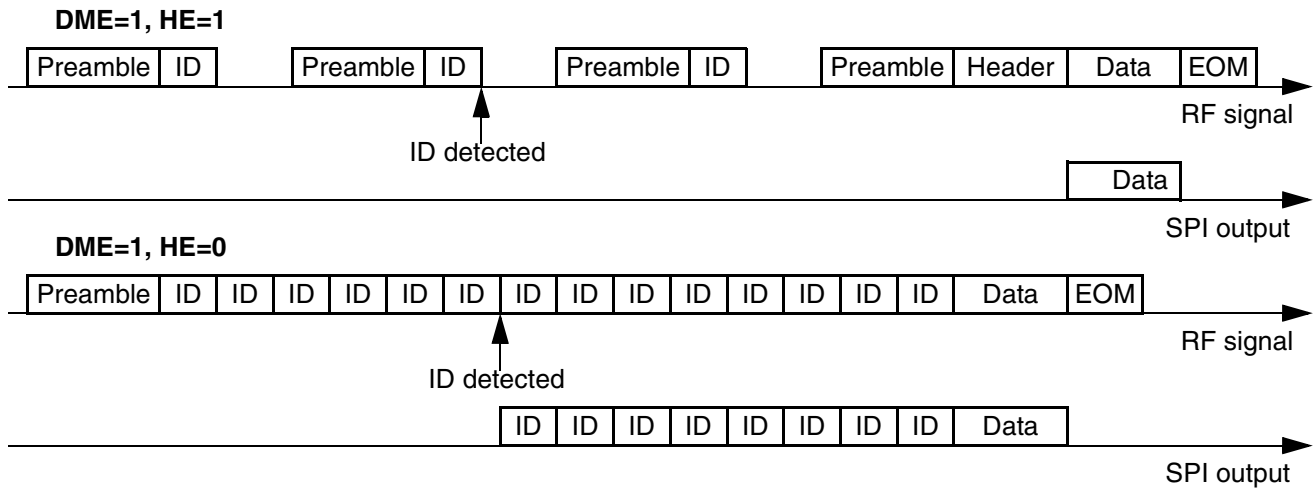 DME=1, HE=1
Preamble ID Preamble ID Preamble ID Preamble Header Data EOM
RF signal
ID detected
Data
SPI output
DME=1, HE=0
Preamble ID ID ID ID ID ID ID ID ID ID ID ID ID ID Data EOM
RF signal
ID detected
ID ID ID ID ID ID ID ID Data
SPI output